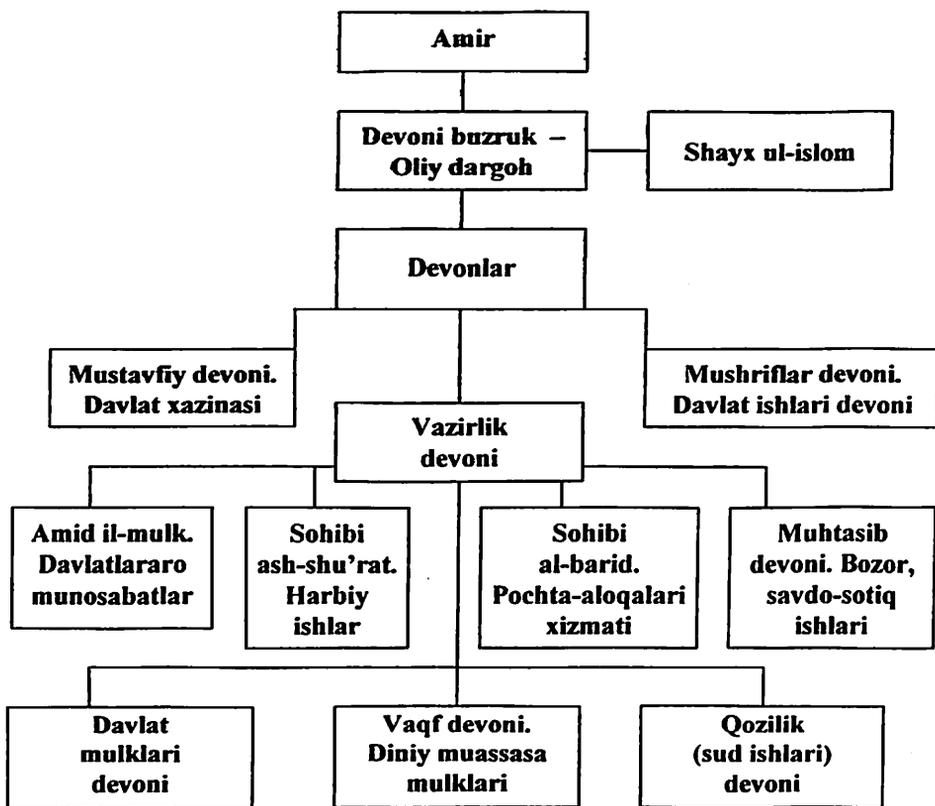 Amir
Devoni buzruk –
Oliy dargoh
Shayx ul-islom
Devonlar
Mustavfiy devoni.
Davlat xazinasi
Mushriflar devoni.
Davlat ishlari devoni
Vazirlik
devoni
Amid il-mulk.
Davlatlararo
munosabatlar
Sohibi
ash-shu’rat.
Harbiy
ishlar
Sohibi
al-barid.
Pochta-aloqalari
xizmati
Muhtasib
devoni. Bozor,
savdo-sotiq
ishlari
Davlat
mulklari
devoni
Vaqf devoni.
Diniy muassasa
mulklari
Qozilik
(sud ishlari)
devoni